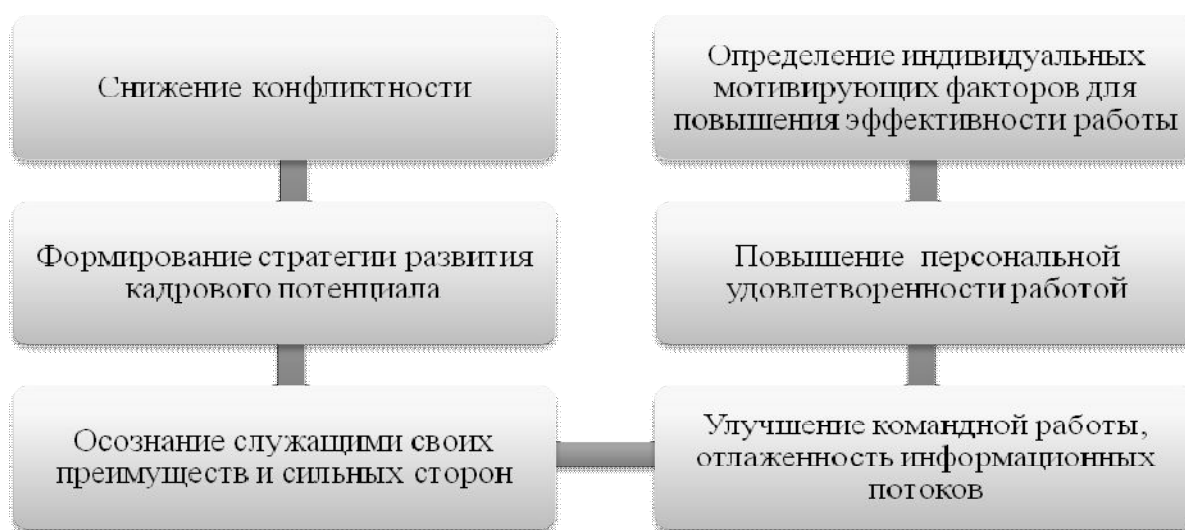 Снижение конфликтности
Формирование стратегии развития
кадрового потенциала
Осознание служащими своих
преимуществ и сильных сторон
Улучшение командной работы,
отлаженность информационных
потоков
Повышение персональной
удовлетворенности работой
Определение индивидуальных
мотивирующих факторов для
повышения эффективности работы